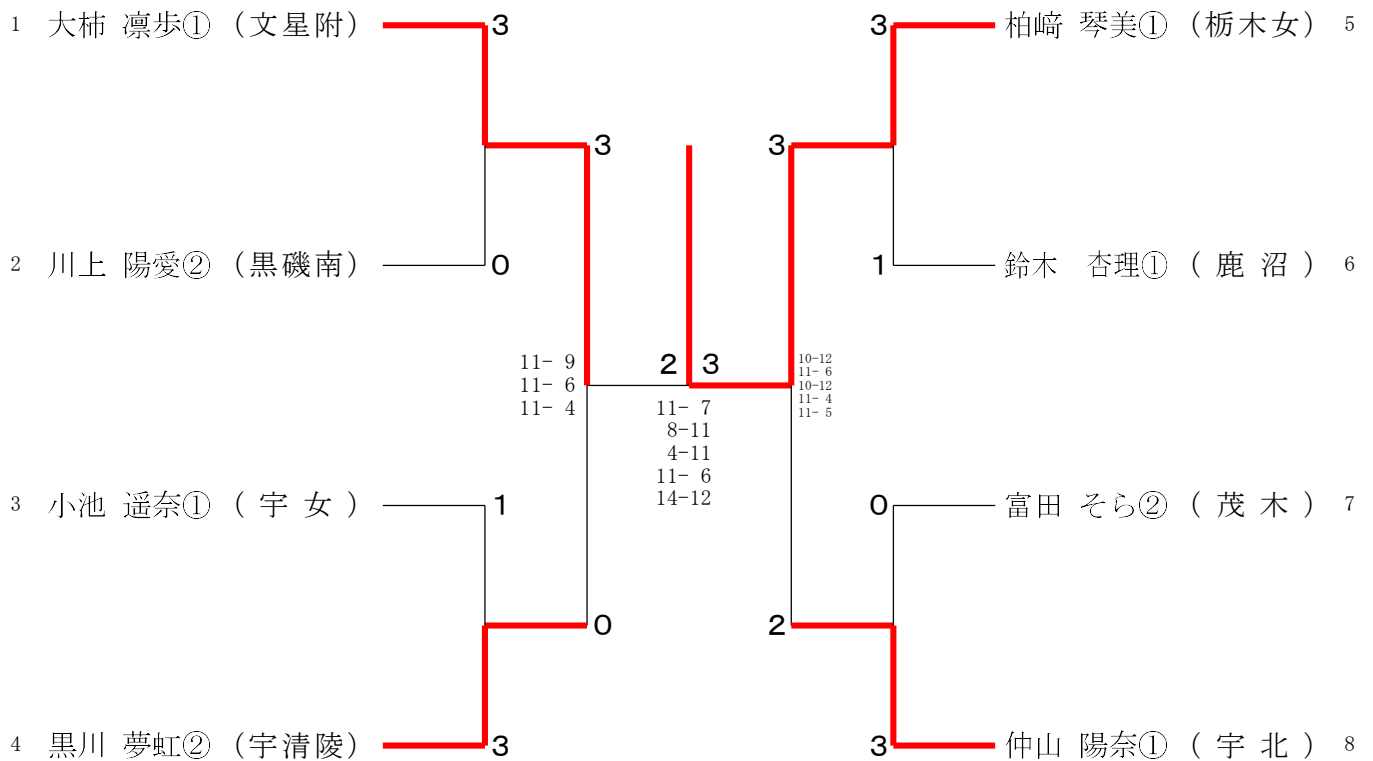 1 大柿 凛歩① (文星附) 3
3 柏﨑 琴美① (栃木女) 5
3
3
2 川上 陽愛② (黒磯南) 0
1 鈴木 杏理① (鹿沼) 6
11- 9
11- 6
11- 4
2 3
11- 7
8-11
4-11
11- 6
14-12
10-12
11- 6
10-12
11- 4
11- 5
3 小池 遥奈① (宇女) 1
0 富田 そら② (茂木) 7
0
2
4 黒川 夢虹② (宇清陵) 3
3 仲山 陽奈① (宇北) 8